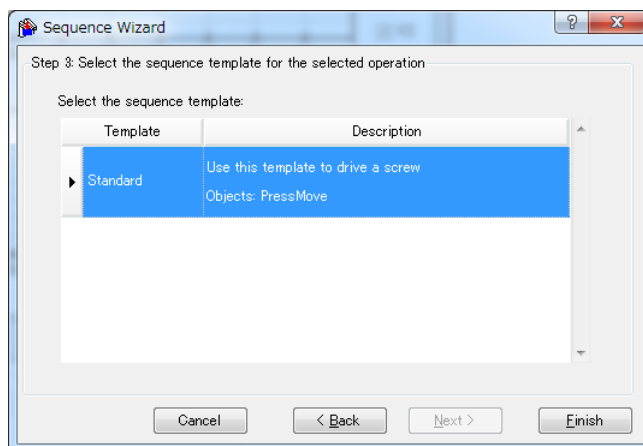 Sequence Wizard
Step 3: Select the sequence template for the selected operation
Select the sequence template:
Template Description
Standard
Use this template to drive a screw
Objects: PressMove
Cancel < Back Next > Finish